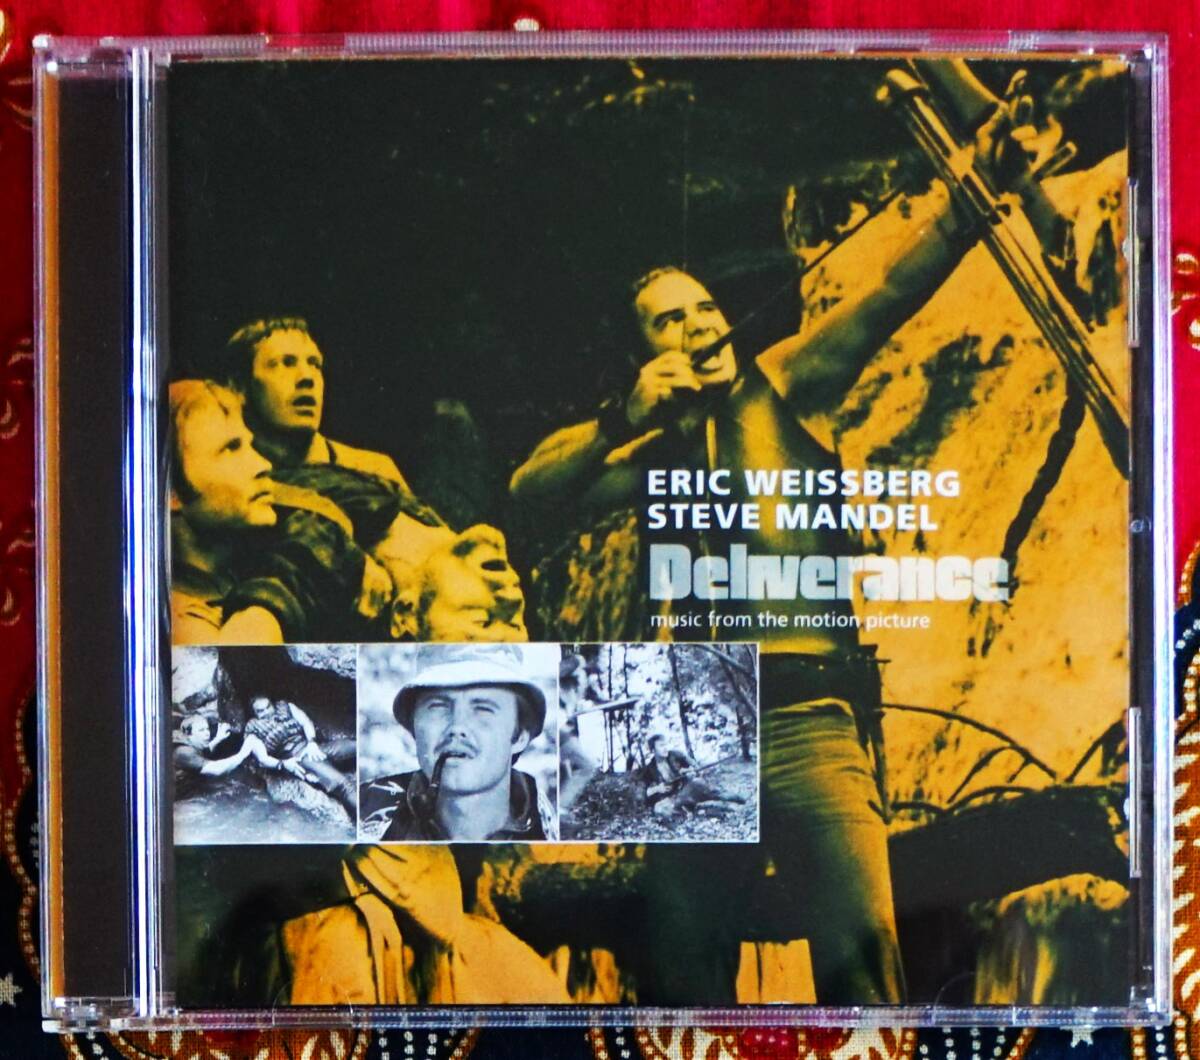 ERIC WEISSBERG
STEVE MANDEL
Deliverance
music from the motion picture